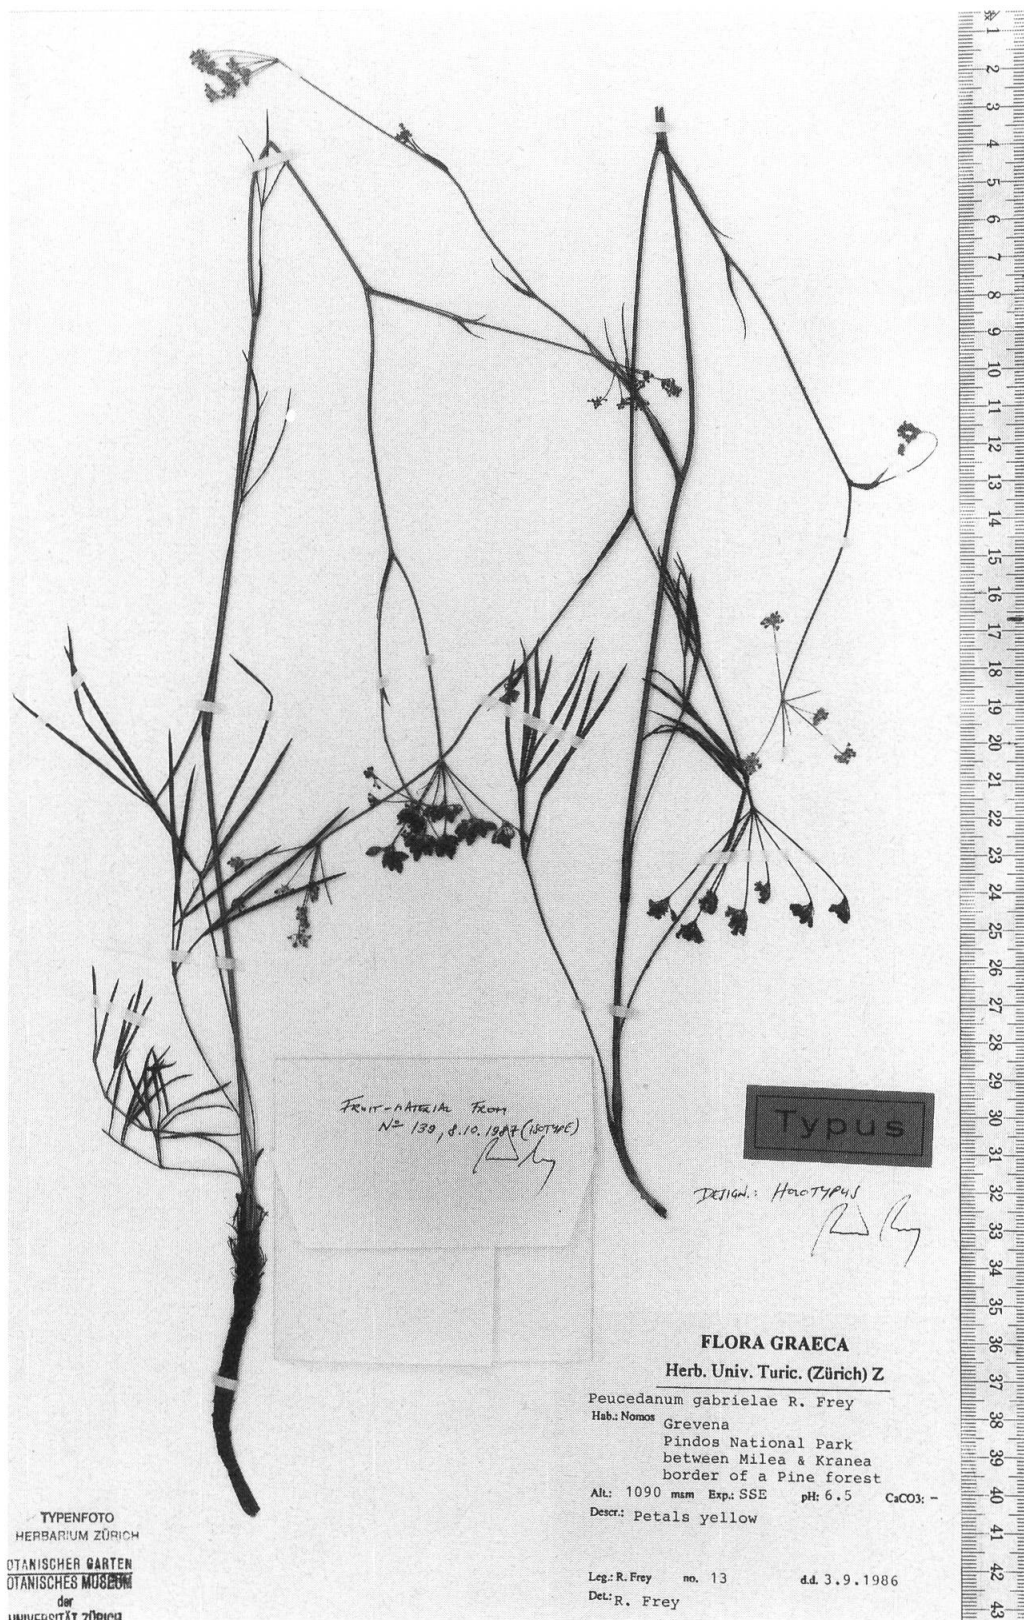 1
2
3
4
5
6
7
8
9
10
11
12
13
14
15
16
17
18
19
20
21
22
23
24
25
26
27
28
29
30
31
32
33
34
35
36
37
38
39
40
41
42
43
FRUIT-MATERIAL FROM
No 139, 8.10.1987 (ISOTYPE)
Typus
DESIGN.: HOLOTYPUS
FLORA GRAECA
Herb. Univ. Turic. (Zürich) Z
Peucedanum gabrielae R. Frey
Hab.: Nomos Grevena
Pindos National Park
between Milea & Kranea
border of a Pine forest
Alt.: 1090 msm Exp.: SSE pH: 6.5 CaCO3: -
Descr.: Petals yellow
Leg.: R. Frey no. 13 d.d. 3.9.1986
Det.: R. Frey
TYPENFOTO
HERBARIUM ZÜRICH
OTANISCHER GARTEN
OTANISCHES MUSEUM
der
UNIVERSITÄT ZÜRICH